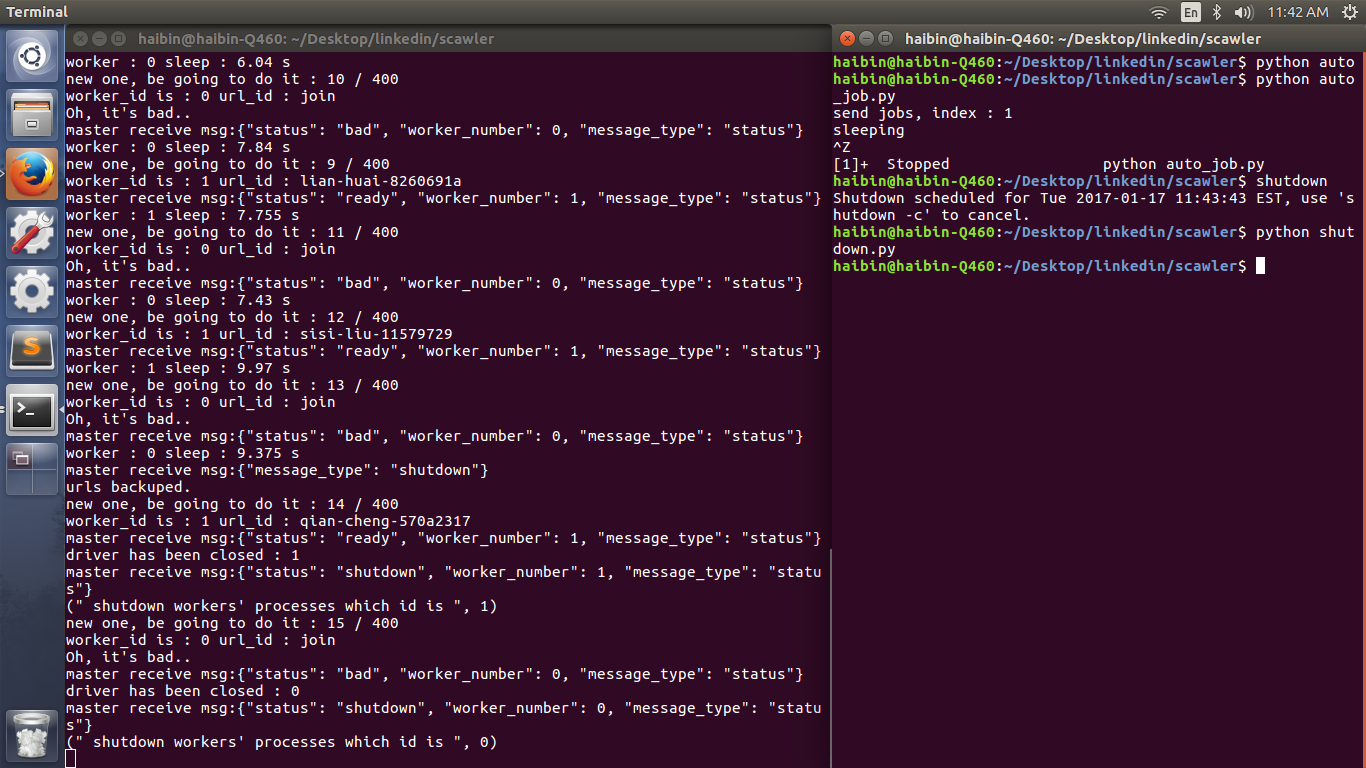 Terminal
En
11:42 AM
haibin@haibin-Q460: ~/Desktop/linkedin/scawler
worker : 0 sleep : 6.04 s
new one, be going to do it : 10 / 400
worker_id is : 0 url_id : join
Oh, it's bad..
master receive msg:{"status": "bad", "worker_number": 0, "message_type": "status"}
worker : 0 sleep : 7.84 s
new one, be going to do it : 9 / 400
worker_id is : 1 url_id : lian-huai-8260691a
master receive msg:{"status": "ready", "worker_number": 1, "message_type": "status"}
worker : 1 sleep : 7.755 s
new one, be going to do it : 11 / 400
worker_id is : 0 url_id : join
Oh, it's bad..
master receive msg:{"status": "bad", "worker_number": 0, "message_type": "status"}
worker : 0 sleep : 7.43 s
new one, be going to do it : 12 / 400
worker_id is : 1 url_id : sisi-liu-11579729
master receive msg:{"status": "ready", "worker_number": 1, "message_type": "status"}
worker : 1 sleep : 9.97 s
new one, be going to do it : 13 / 400
worker_id is : 0 url_id : join
Oh, it's bad..
master receive msg:{"status": "bad", "worker_number": 0, "message_type": "status"}
worker : 0 sleep : 9.375 s
master receive msg:{"message_type": "shutdown"}
urls backuped.
new one, be going to do it : 14 / 400
worker_id is : 1 url_id : qian-cheng-570a2317
master receive msg:{"status": "ready", "worker_number": 1, "message_type": "status"}
driver has been closed : 1
master receive msg:{"status": "shutdown", "worker_number": 1, "message_type": "statu
s"}
(" shutdown workers' processes which id is ", 1)
new one, be going to do it : 15 / 400
worker_id is : 0 url_id : join
Oh, it's bad..
master receive msg:{"status": "bad", "worker_number": 0, "message_type": "status"}
driver has been closed : 0
master receive msg:{"status": "shutdown", "worker_number": 0, "message_type": "statu
s"}
(" shutdown workers' processes which id is ", 0)
haibin@haibin-Q460: ~/Desktop/linkedin/scawler
haibin@haibin-Q460:~/Desktop/linkedin/scawler$ python auto
haibin@haibin-Q460:~/Desktop/linkedin/scawler$ python auto
_job.py
send jobs, index : 1
sleeping
^Z
[1]+  Stopped                 python auto_job.py
haibin@haibin-Q460:~/Desktop/linkedin/scawler$ shutdown
Shutdown scheduled for Tue 2017-01-17 11:43:43 EST, use 's
hutdown -c' to cancel.
haibin@haibin-Q460:~/Desktop/linkedin/scawler$ python shut
down.py
haibin@haibin-Q460:~/Desktop/linkedin/scawler$